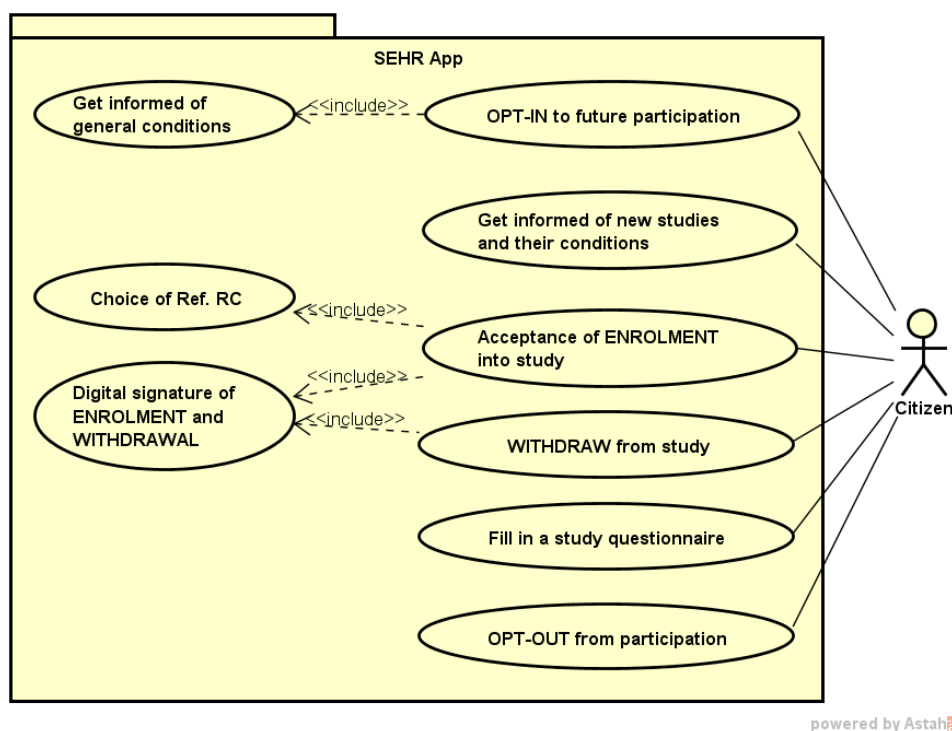 SEHR App
Get informed of
general conditions
<<include>>
OPT-IN to future participation
Get informed of new studies
and their conditions
Choice of Ref. RC
<<include>>
Acceptance of ENROLMENT
into study
<<include>>
Digital signature of
ENROLMENT and
WITHDRAWAL
<<include>>
WITHDRAW from study
Citizen
Fill in a study questionnaire
OPT-OUT from participation
powered by Astah